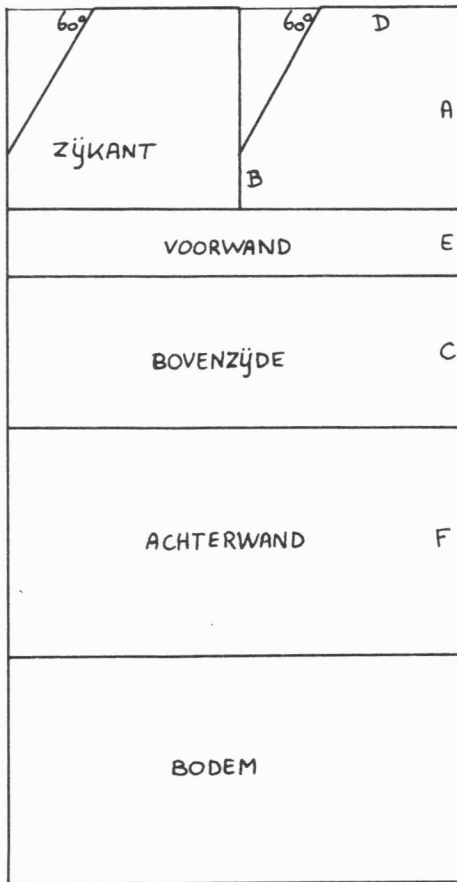 60° 60° D
A
ZIJKANT
B
VOORWAND E
BOVENZIJDE C
ACHTERWAND F
BODEM